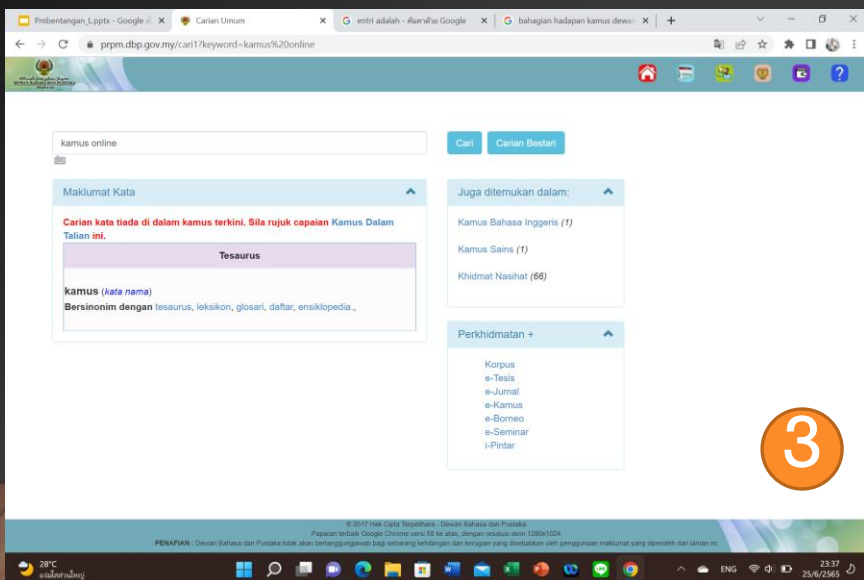 Pmbentangan_L.pptx - Google
Carian Umum
entri adalah - ค้นหาด้วย Google
bahagian hadapan kamus dewa
prpm.dbp.gov.my/cari1?keyword=kamus%20online
kamus online
Cari
Carian Bestari
Maklumat Kata
Carian kata tiada di dalam kamus terkini. Sila rujuk capaian Kamus Dalam
Talian ini.
Tesaurus
kamus (kata nama)
Bersinonim dengan tesaurus, leksikon, glosari, daftar, ensiklopedia.,
Juga ditemukan dalam:
Kamus Bahasa Inggeris (1)
Kamus Sains (1)
Khidmat Nasihat (66)
Perkhidmatan +
Korpus
e-Tesis
e-Jurnal
e-Kamus
e-Borneo
e-Seminar
i-Pintar
3
© 2017 Hak Cipta Terpelihara - Dewan Bahasa dan Pustaka
Paparan terbaik Google Chrome versi 58 ke atas, dengan resolusi skrin 1280x1024
PENAFIAN : Dewan Bahasa dan Pustaka tidak akan bertanggungjawab bagi sebarang kehilangan dan kerugian yang disebabkan oleh penggunaan maklumat yang diperoleh dari laman ini.
28°C
ENG
23:37
25/6/2565